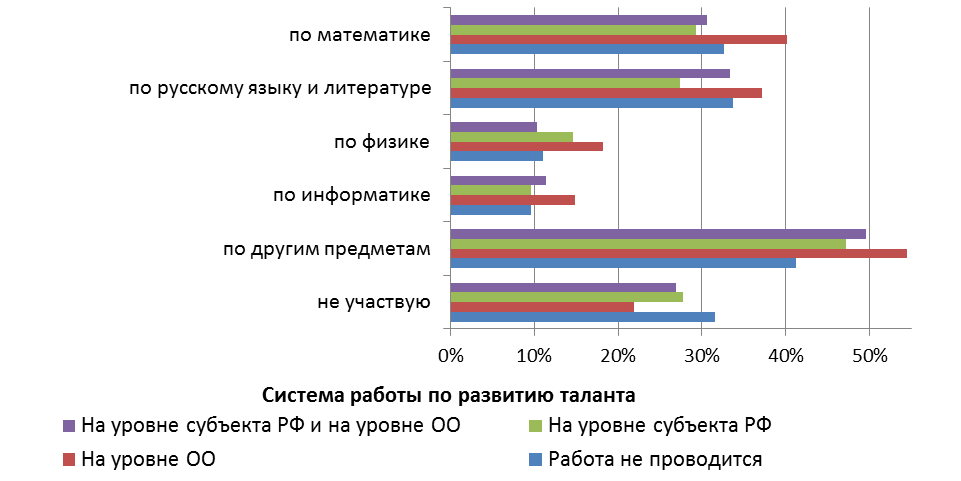 по математике
по русскому языку и литературе
по физике
по информатике
по другим предметам
не участвую
0% 10% 20% 30% 40% 50%
Система работы по развитию таланта
На уровне субъекта РФ и на уровне ОО На уровне субъекта РФ
На уровне ОО Работа не проводится